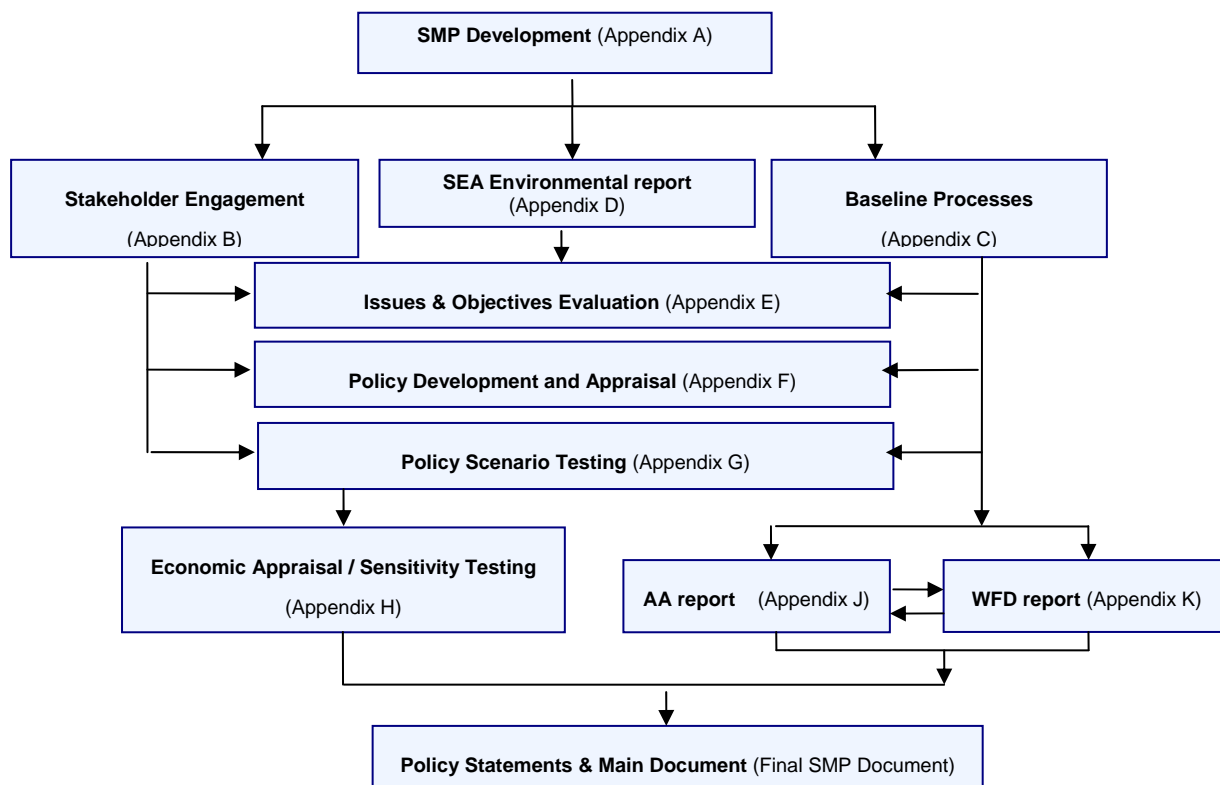 SMP Development (Appendix A)
Stakeholder Engagement
(Appendix B)
SEA Environmental report
(Appendix D)
Baseline Processes
(Appendix C)
Issues & Objectives Evaluation (Appendix E)
Policy Development and Appraisal (Appendix F)
Policy Scenario Testing (Appendix G)
Economic Appraisal / Sensitivity Testing
(Appendix H)
AA report (Appendix J)
WFD report (Appendix K)
Policy Statements & Main Document (Final SMP Document)